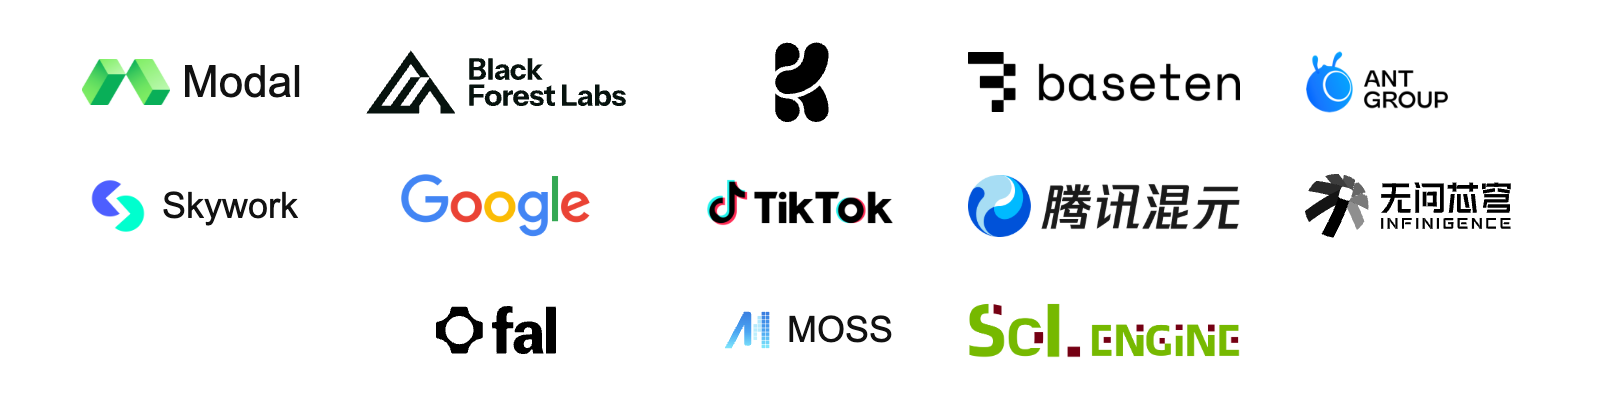 Modal
Black
Forest Labs
baseten
ANT
GROUP
Skywork
Google
TikTok
腾讯混元
无问芯穹
INFINIGENCE
fal
MOSS
Sol. ENGINE